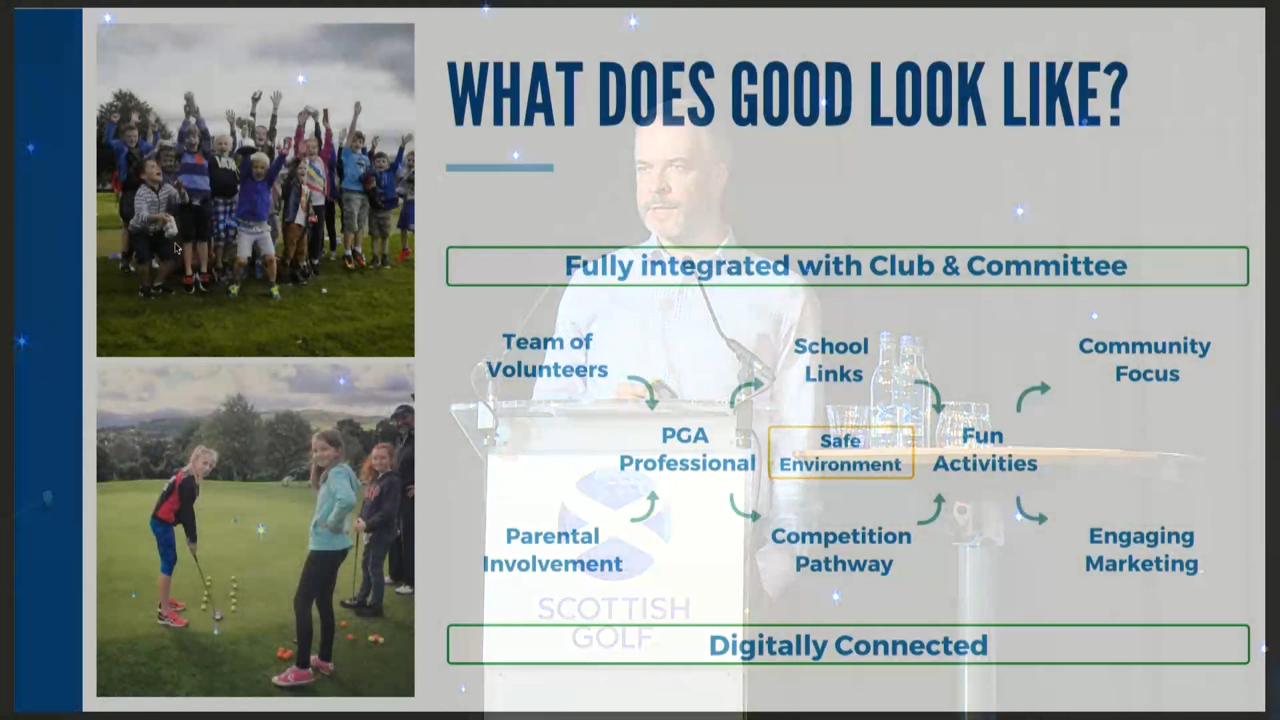 WHAT DOES GOOD LOOK LIKE?
Fully integrated with Club & Committee
Team of
Volunteers
School
Links
Community
Focus
PGA
Professional
Safe
Environment
Fun
Activities
Parental
Involvement
Competition
Pathway
Engaging
Marketing
SCOTTISH
GOLF
Digitally Connected